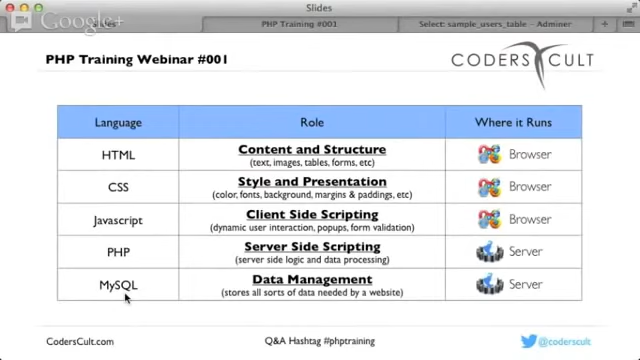 Slides
Google+
Slides
PHP Training #001
Select: sample_users_table – Adminer
PHP Training Webinar #001
CODERSCULT
Language
Role
Where it Runs
HTML
Content and Structure
(text, images, tables, forms, etc)
Browser
CSS
Style and Presentation
(color, fonts, background, margins & paddings, etc)
Browser
Javascript
Client Side Scripting
(dynamic user interaction, popups, form validation)
Browser
PHP
Server Side Scripting
(server side logic and data processing)
Server
MySQL
Data Management
(stores all sorts of data needed by a website)
Server
CodersCult.com
Q&A Hashtag #phptraining
@coderscult